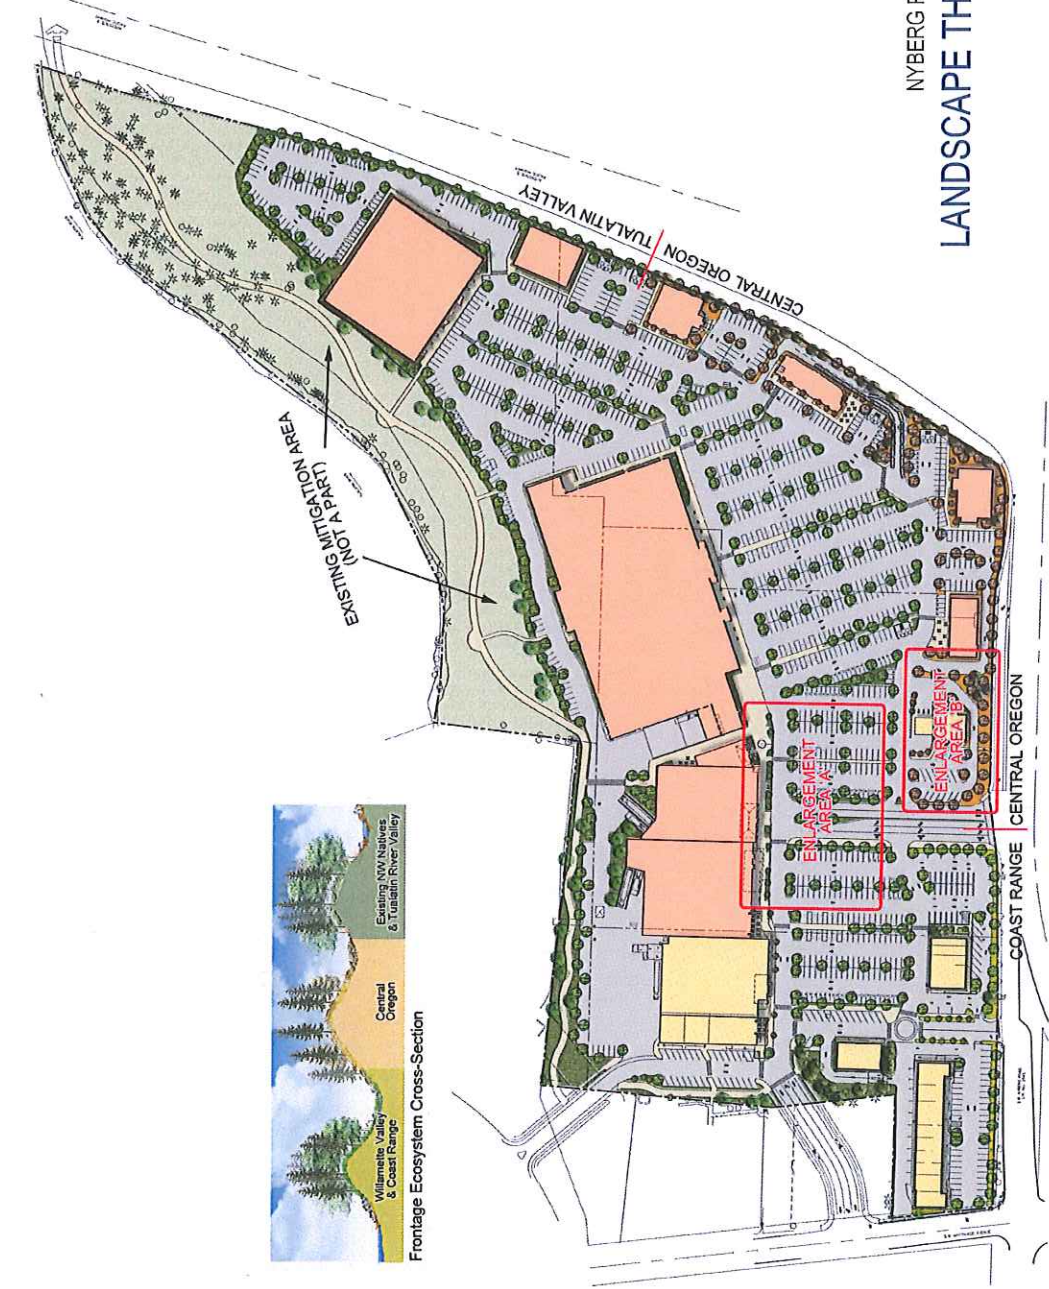 NYBERG R
LANDSCAPE TH
CENTRAL OREGON TUALATIN VALLEY
EXISTING MITIGATION AREA
(NOT A PART)
ENLARGEMENT
AREA 'A'
ENLARGEMENT
AREA 'B'
COAST RANGE CENTRAL OREGON
Willamette Valley
& Coast Range
Central
Oregon
Existing NW Natives
& Tualatin River Valley
Frontage Ecosystem Cross-Section